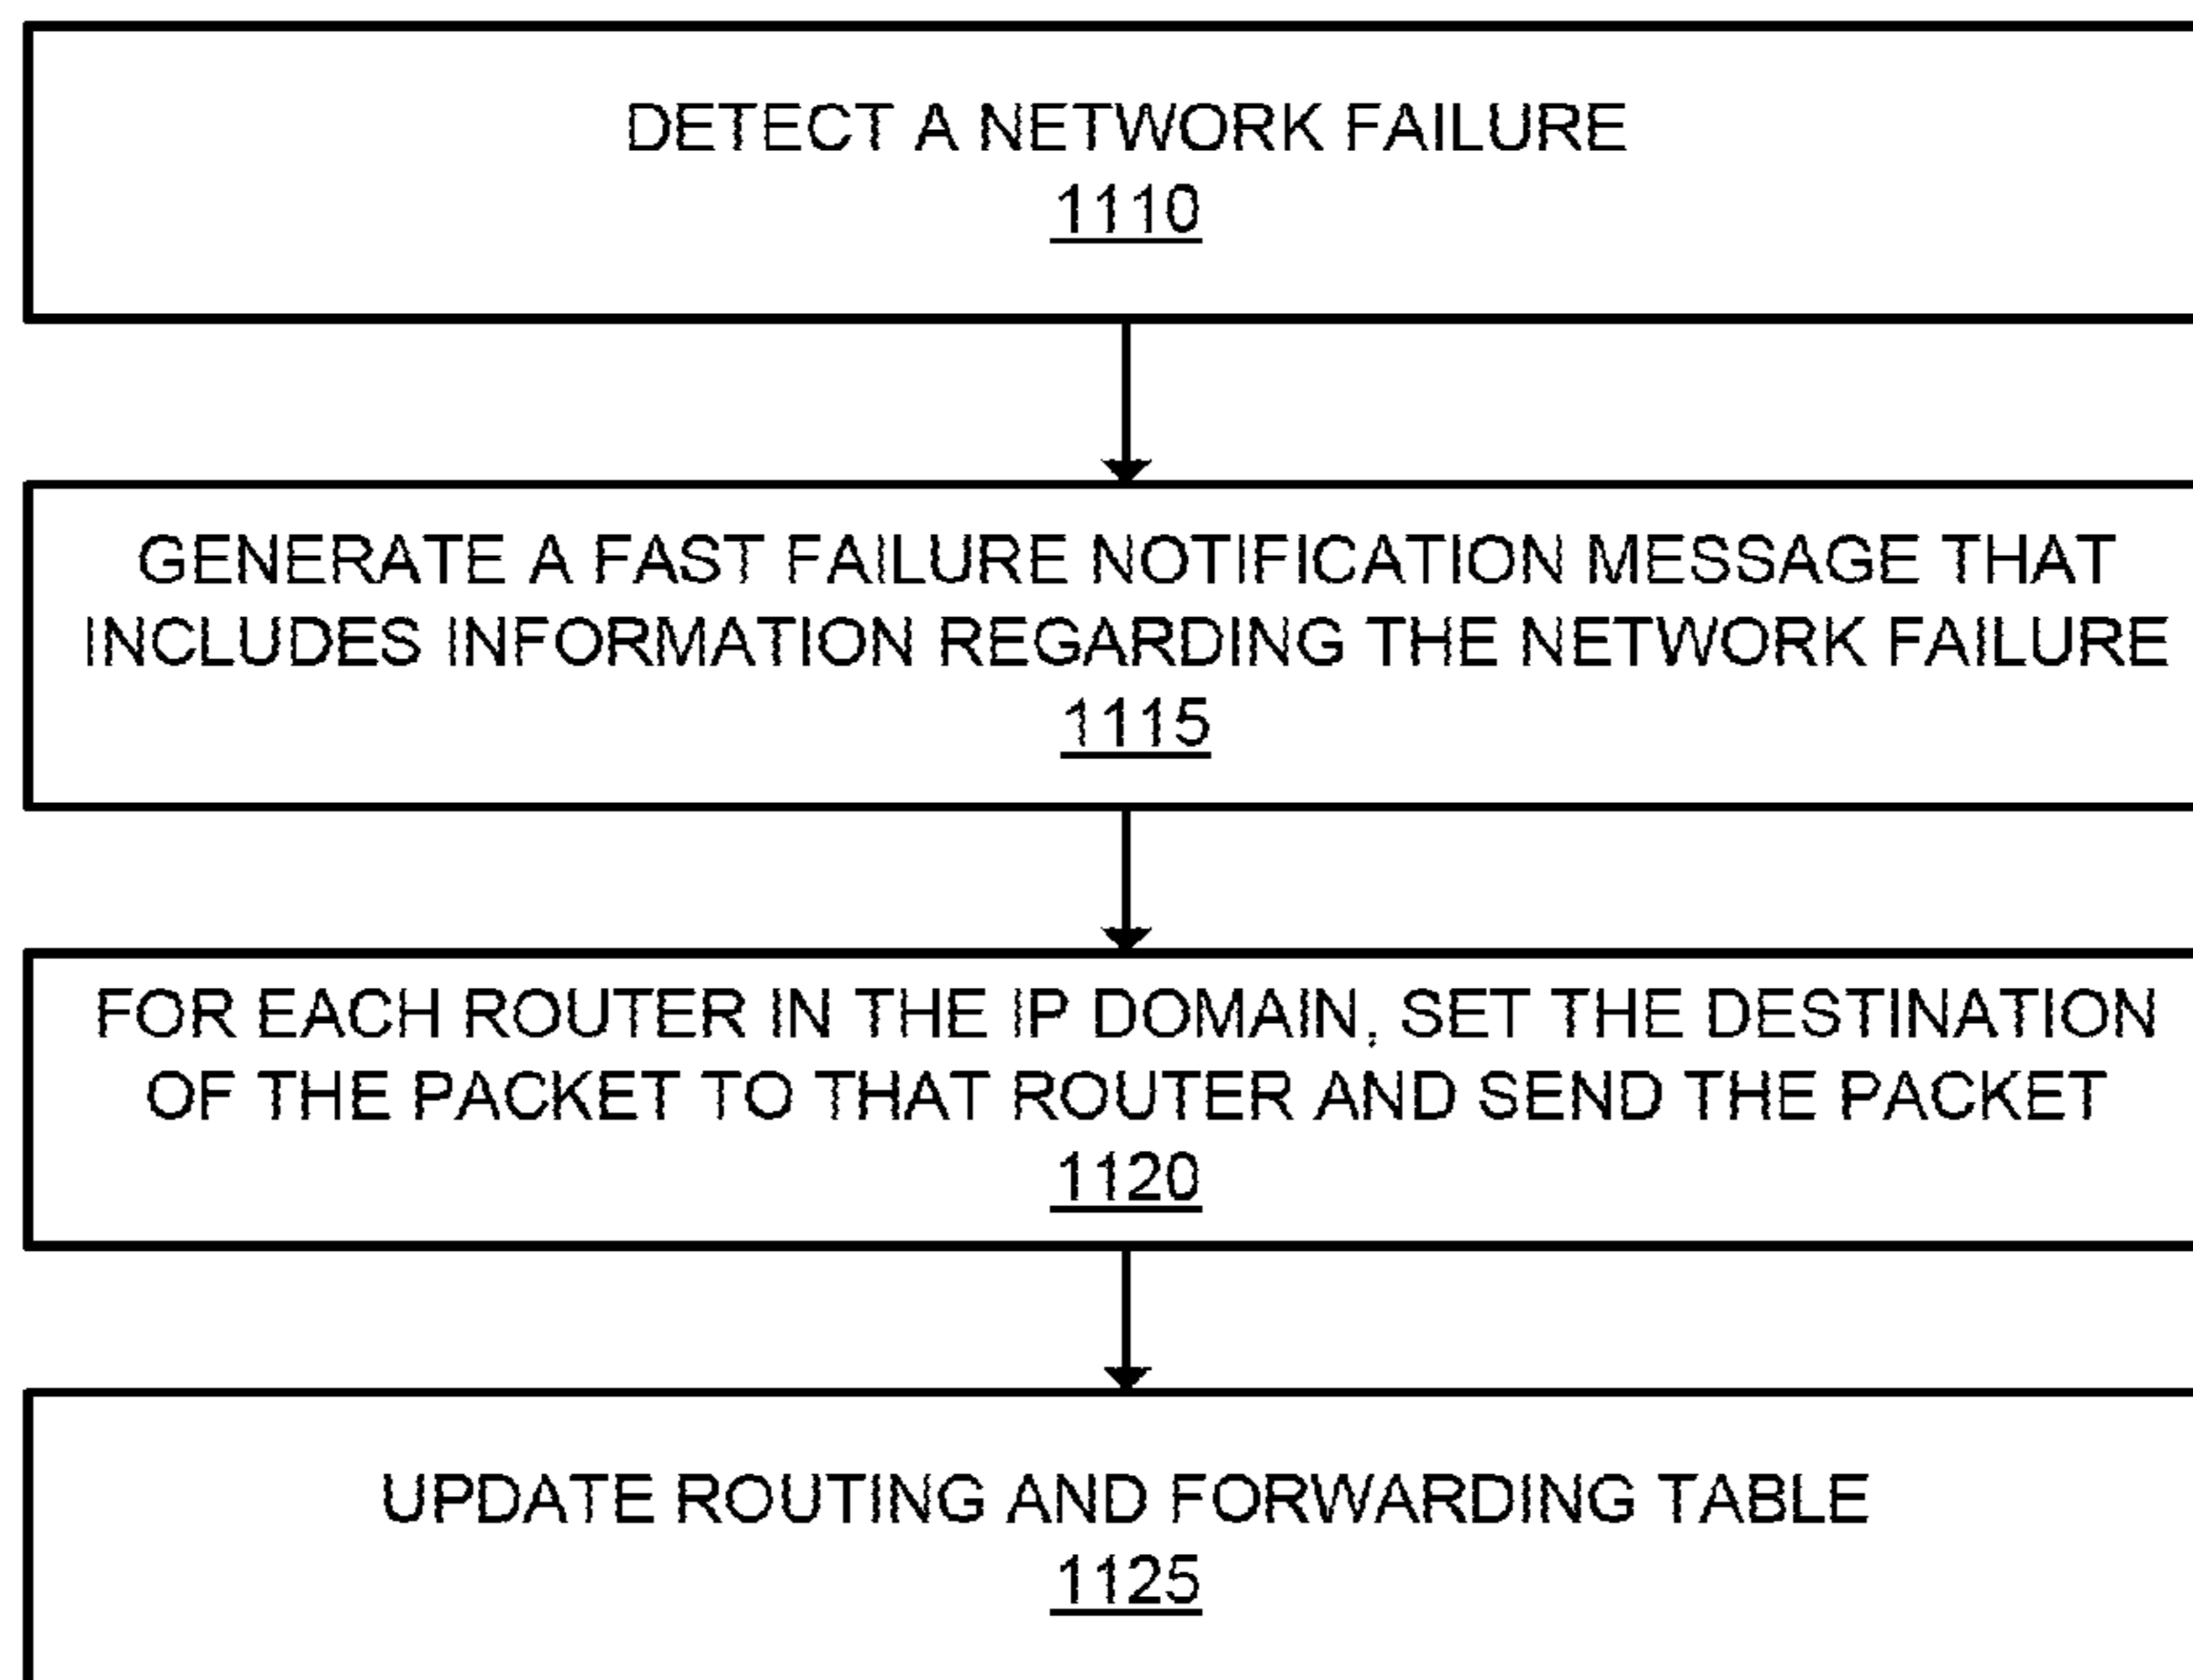 DETECT A NETWORK FAILURE
1110
GENERATE A FAST FAILURE NOTIFICATION MESSAGE THAT
INCLUDES INFORMATION REGARDING THE NETWORK FAILURE
1115
FOR EACH ROUTER IN THE IP DOMAIN, SET THE DESTINATION
OF THE PACKET TO THAT ROUTER AND SEND THE PACKET
1120
UPDATE ROUTING AND FORWARDING TABLE
1125